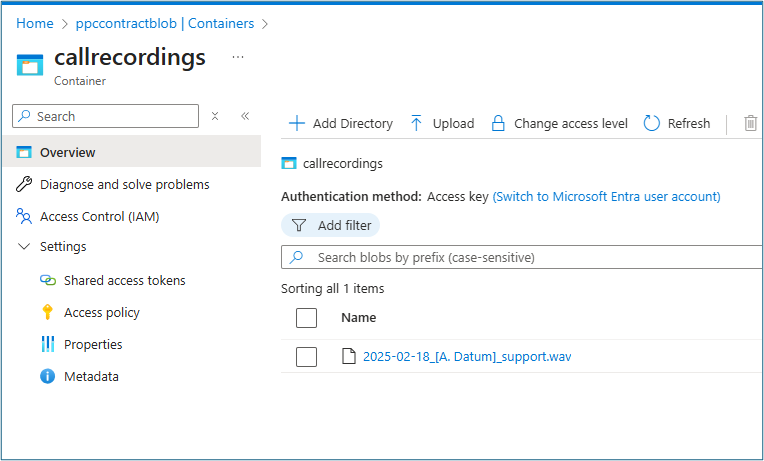 Home > ppccontractblob | Containers >
callrecordings ...
Container
Search
Overview
Diagnose and solve problems
Access Control (IAM)
Settings
Shared access tokens
Access policy
Properties
Metadata
Add Directory Upload Change access level Refresh
callrecordings
Authentication method: Access key (Switch to Microsoft Entra user account)
Add filter
Search blobs by prefix (case-sensitive)
Sorting all 1 items
Name
2025-02-18_[A. Datum]_support.wav